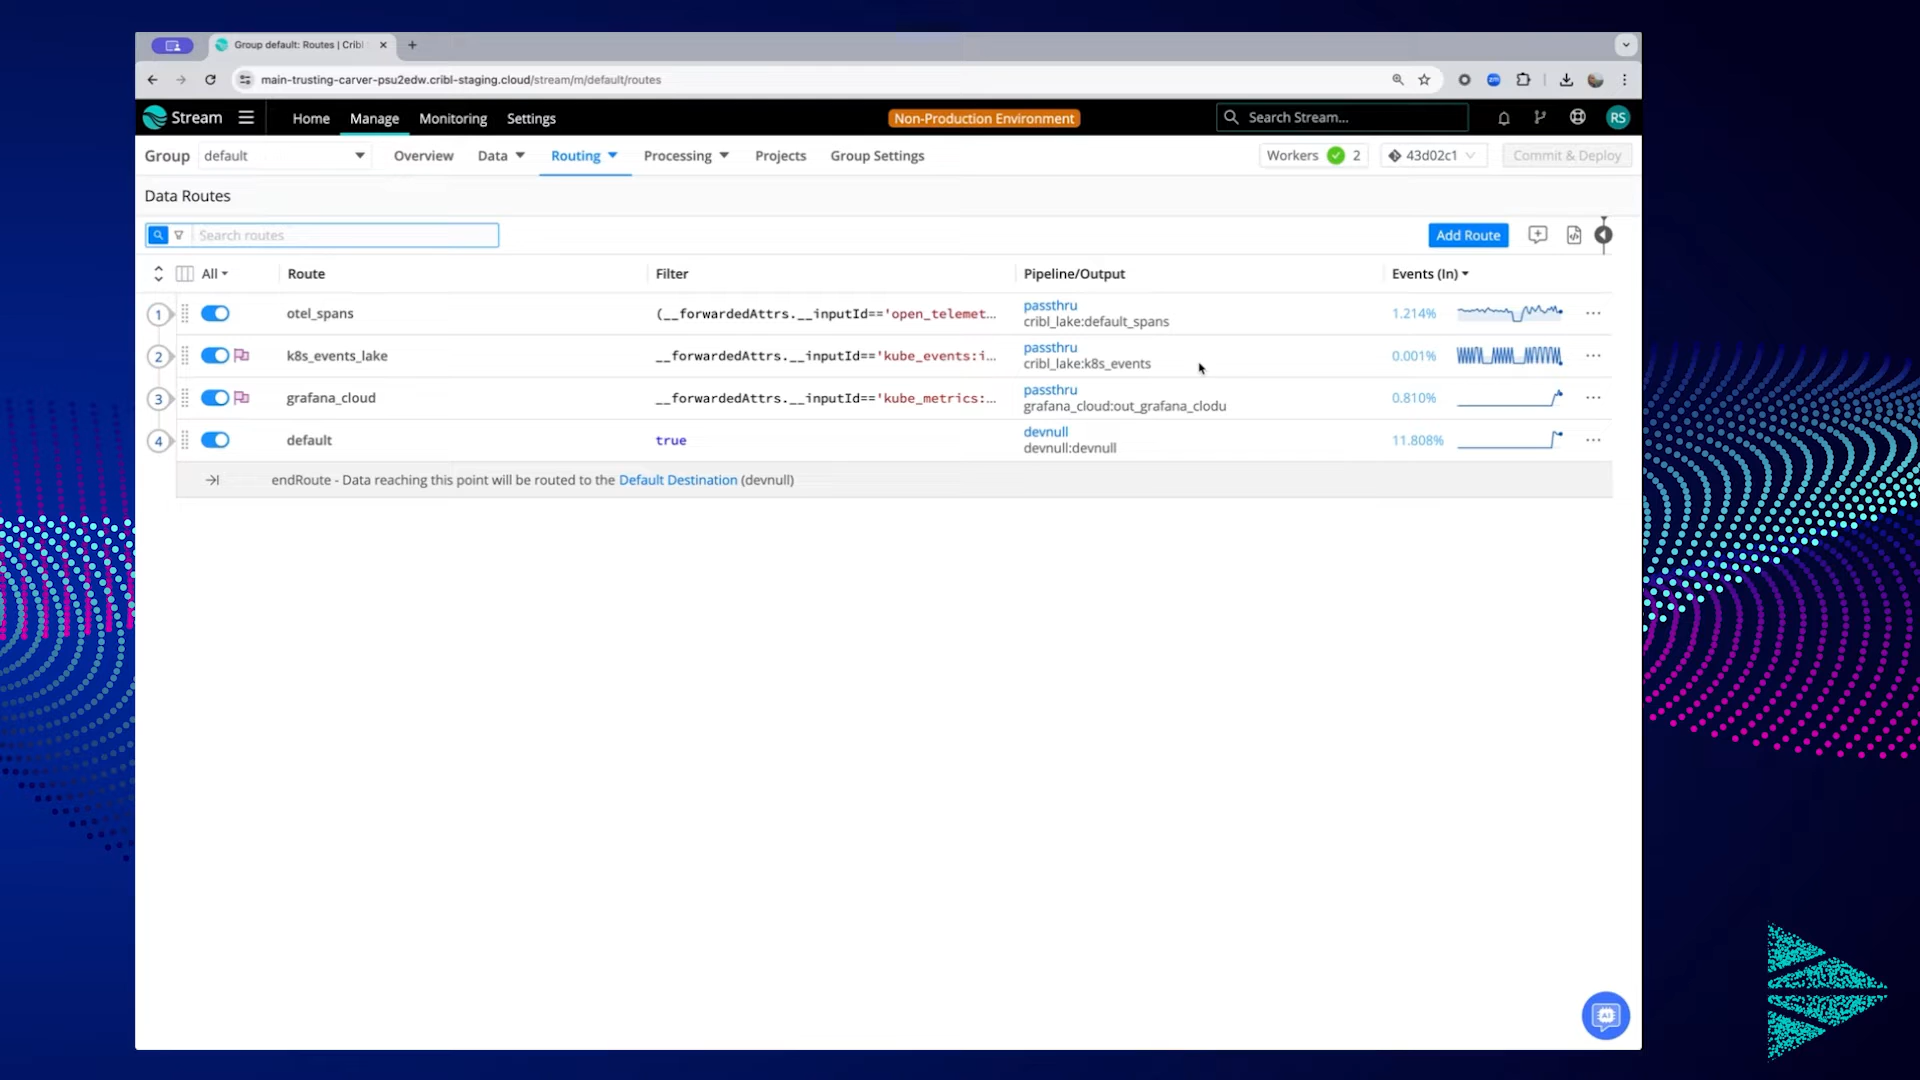 Group default: Routes | Cribl
main-trusting-carver-psu2edw.cribl-staging.cloud/stream/m/default/routes
Stream Home Manage Monitoring Settings Non-Production Environment Search Stream... RS
Group default Overview Data Routing Processing Projects Group Settings Workers 2 43d02c1 Commit & Deploy
Data Routes
Search routes Add Route
All Route Filter Pipeline/Output Events (In)
1 otel_spans (__forwardedAttrs.__inputId=='open_telemet... passthru 1.214% ...
cribl_lake:default_spans
2 k8s_events_lake __forwardedAttrs.__inputId=='kube_events:i... passthru 0.001% ...
cribl_lake:k8s_events
3 grafana_cloud __forwardedAttrs.__inputId=='kube_metrics:... passthru 0.810% ...
grafana_cloud:out_grafana_clodu
4 default true devnull 11.808% ...
devnull:devnull
endRoute - Data reaching this point will be routed to the Default Destination (devnull)
AI